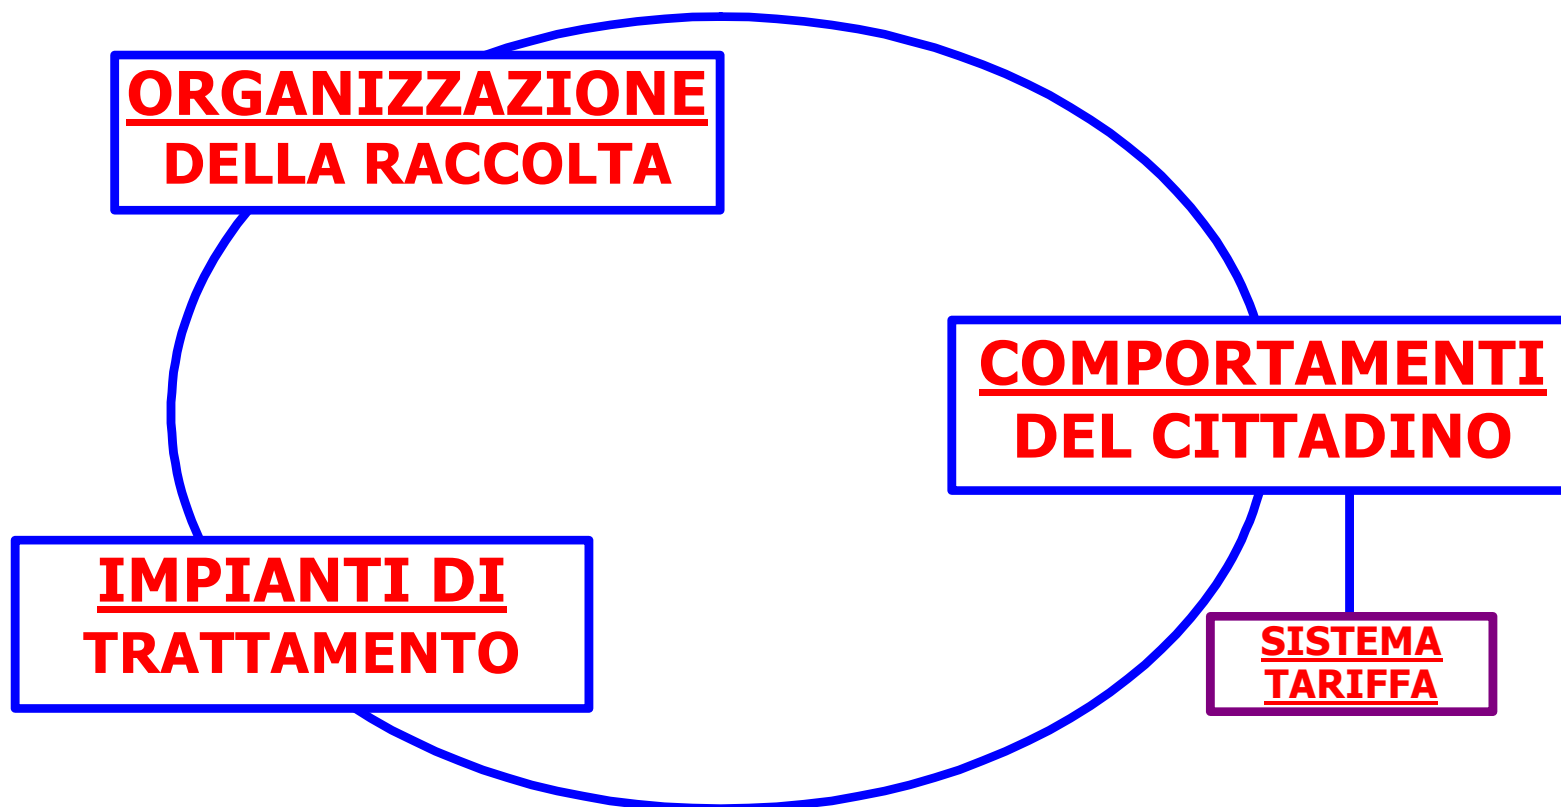 ORGANIZZAZIONE
DELLA RACCOLTA
COMPORTAMENTI
DEL CITTADINO
IMPIANTI DI
TRATTAMENTO
SISTEMA
TARIFFA